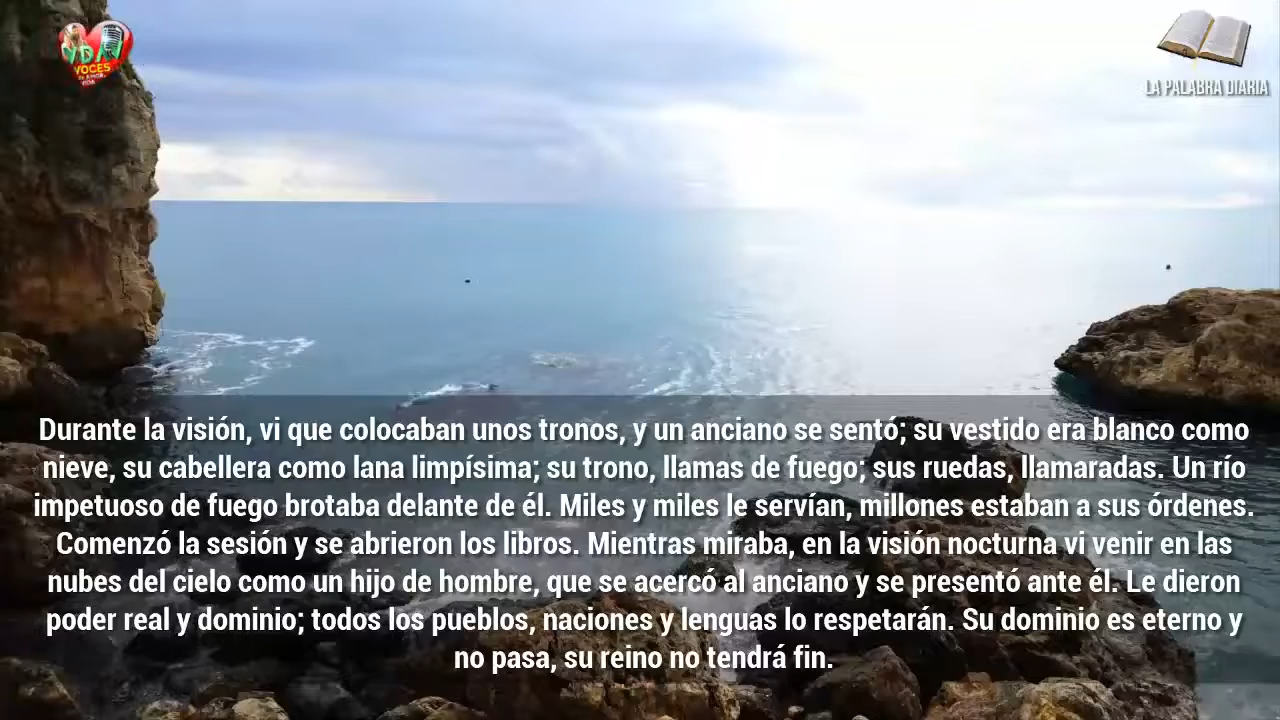 VDAV
VOCES
DE AMOR Y
VIDA
LA PALABRA DIARIA
Durante la visión, vi que colocaban unos tronos, y un anciano se sentó; su vestido era blanco como
nieve, su cabellera como lana limpísima; su trono, llamas de fuego; sus ruedas, llamaradas. Un río
impetuoso de fuego brotaba delante de él. Miles y miles le servían, millones estaban a sus órdenes.
Comenzó la sesión y se abrieron los libros. Mientras miraba, en la visión nocturna vi venir en las
nubes del cielo como un hijo de hombre, que se acercó al anciano y se presentó ante él. Le dieron
poder real y dominio; todos los pueblos, naciones y lenguas lo respetarán. Su dominio es eterno y
no pasa, su reino no tendrá fin.